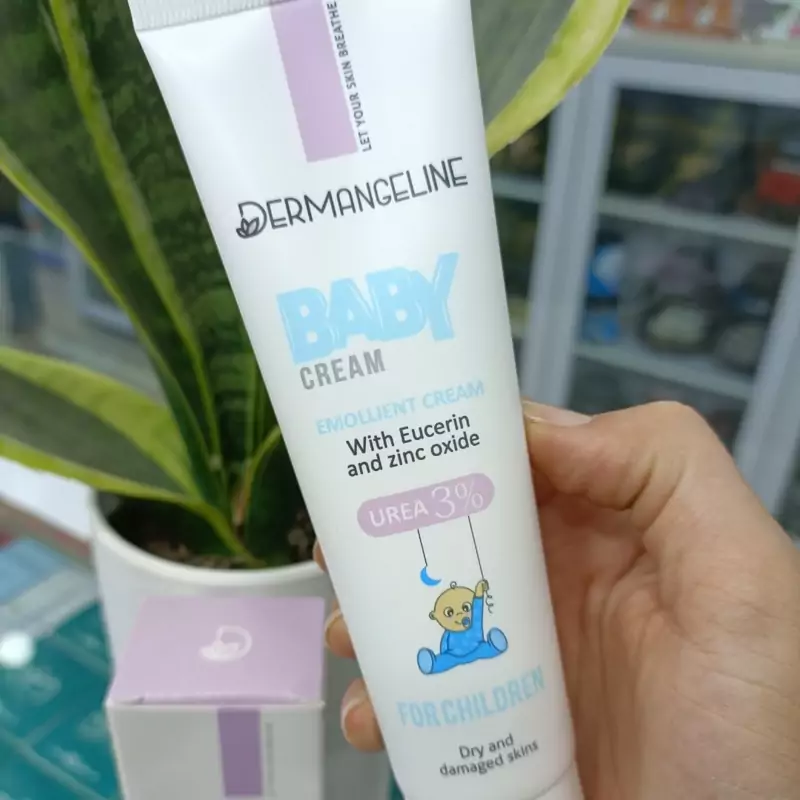 LET YOUR SKIN BREATHE
DERMANGELINE
BABY
CREAM
EMOLLIENT CREAM
With Eucerin
and zinc oxide
UREA 3%
FOR CHILDREN
Dry and
damaged skins